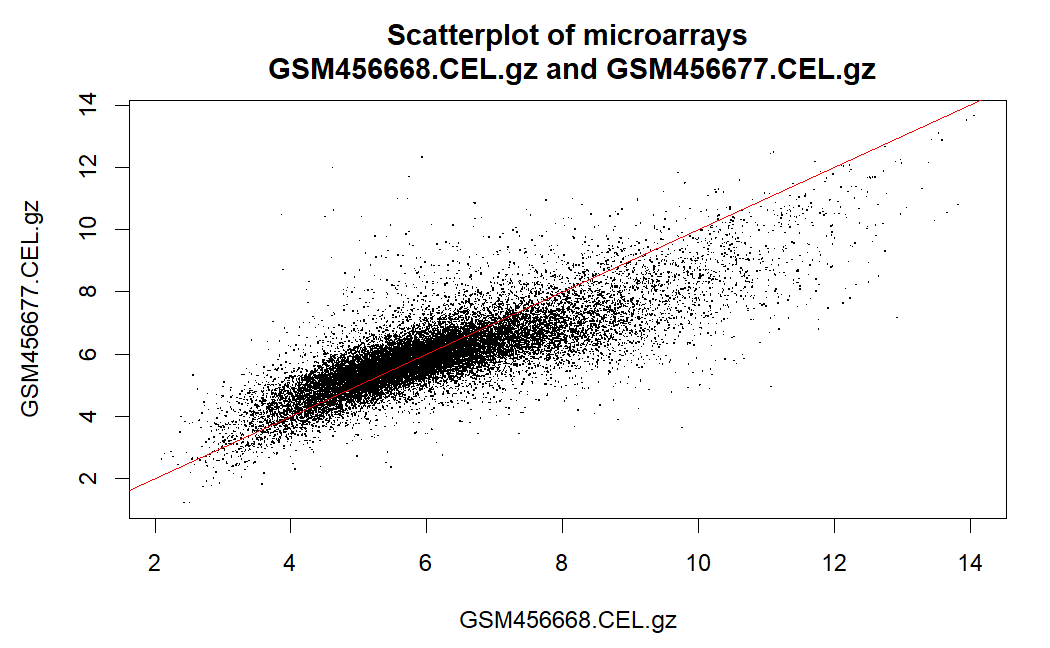 Scatterplot of microarrays
GSM456668.CEL.gz and GSM456677.CEL.gz
GSM456677.CEL.gz
14
12
10
8
6
4
2
2 4 6 8 10 12 14
GSM456668.CEL.gz